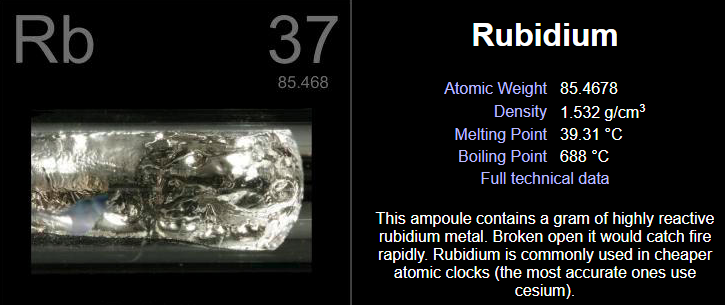 Rb 37
85.468
Rubidium
Atomic Weight 85.4678
Density 1.532 g/cm³
Melting Point 39.31 °C
Boiling Point 688 °C
Full technical data
This ampoule contains a gram of highly reactive
rubidium metal. Broken open it would catch fire
rapidly. Rubidium is commonly used in cheaper
atomic clocks (the most accurate ones use
cesium).